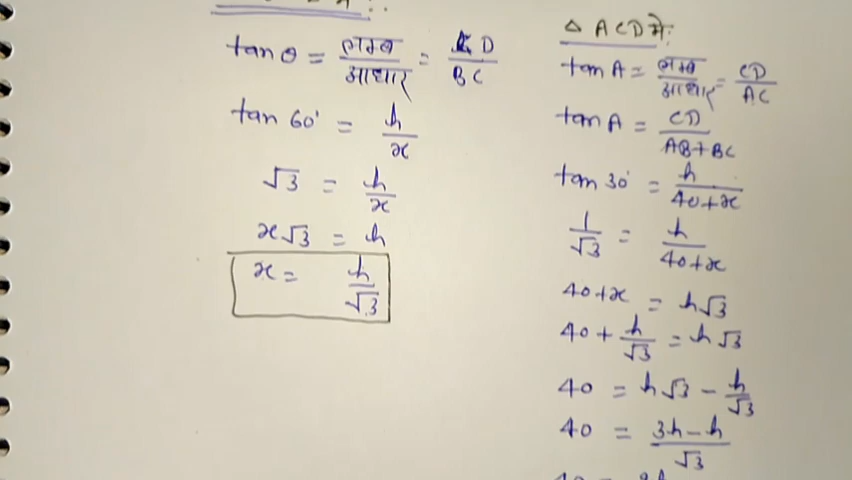 tan θ = लम्ब/आधार = CD/BC
tan 60° = h/x
√3 = h/x
x√3 = h
x = h/√3
△ ACD में:
tan A = लम्ब/आधार = CD/AC
tan A = CD/AB+BC
tan 30° = h/40+x
1/√3 = h/40+x
40+x = h√3
40 + h/√3 = h√3
40 = h√3 − h/√3
40 = 3h−h/√3